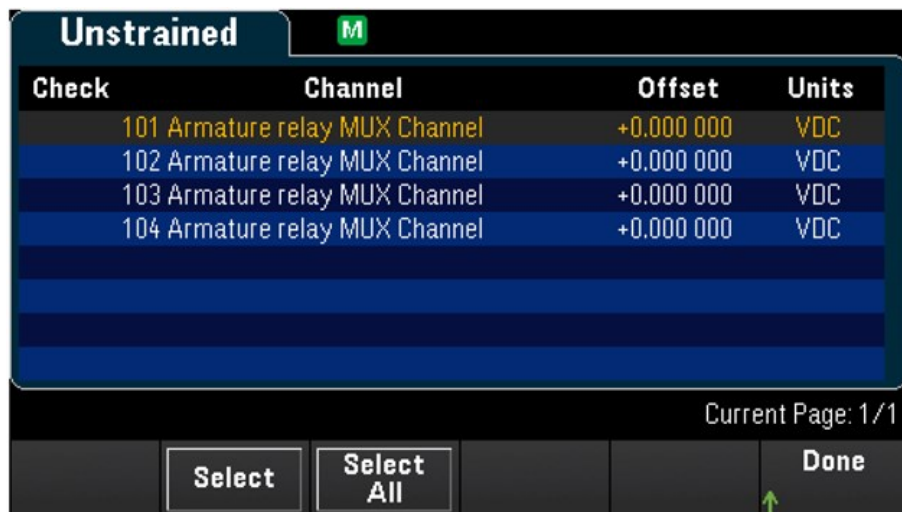 Unstrained M
Check Channel Offset Units
101 Armature relay MUX Channel +0.000 000 VDC
102 Armature relay MUX Channel +0.000 000 VDC
103 Armature relay MUX Channel +0.000 000 VDC
104 Armature relay MUX Channel +0.000 000 VDC
Current Page: 1/1
Select Select All Done